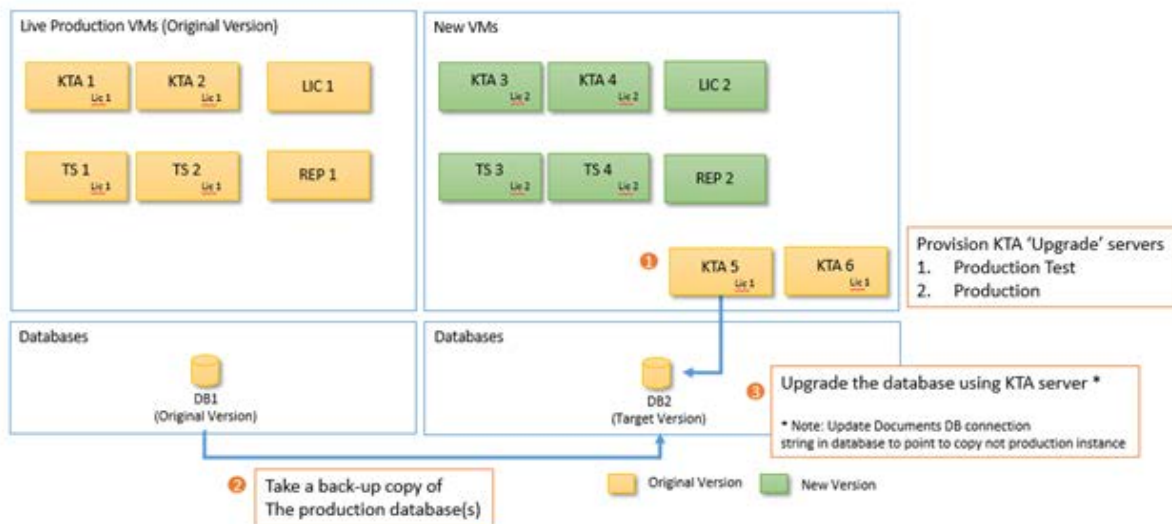 Live Production VMs (Original Version)
KTA 1
Lic 1
KTA 2
Lic 1
LIC 1
TS 1
Lic 1
TS 2
Lic 1
REP 1
New VMs
KTA 3
Lic 2
KTA 4
Lic 2
LIC 2
TS 3
Lic 2
TS 4
Lic 2
REP 2
1
KTA 5
Lic 1
KTA 6
Lic 1
Provision KTA ‘Upgrade’ servers
1. Production Test
2. Production
Databases
DB1
(Original Version)
Databases
DB2
(Target Version)
3
Upgrade the database using KTA server *
* Note: Update Documents DB connection
string in database to point to copy not production instance
2
Take a back-up copy of
The production database(s)
Original Version
New Version